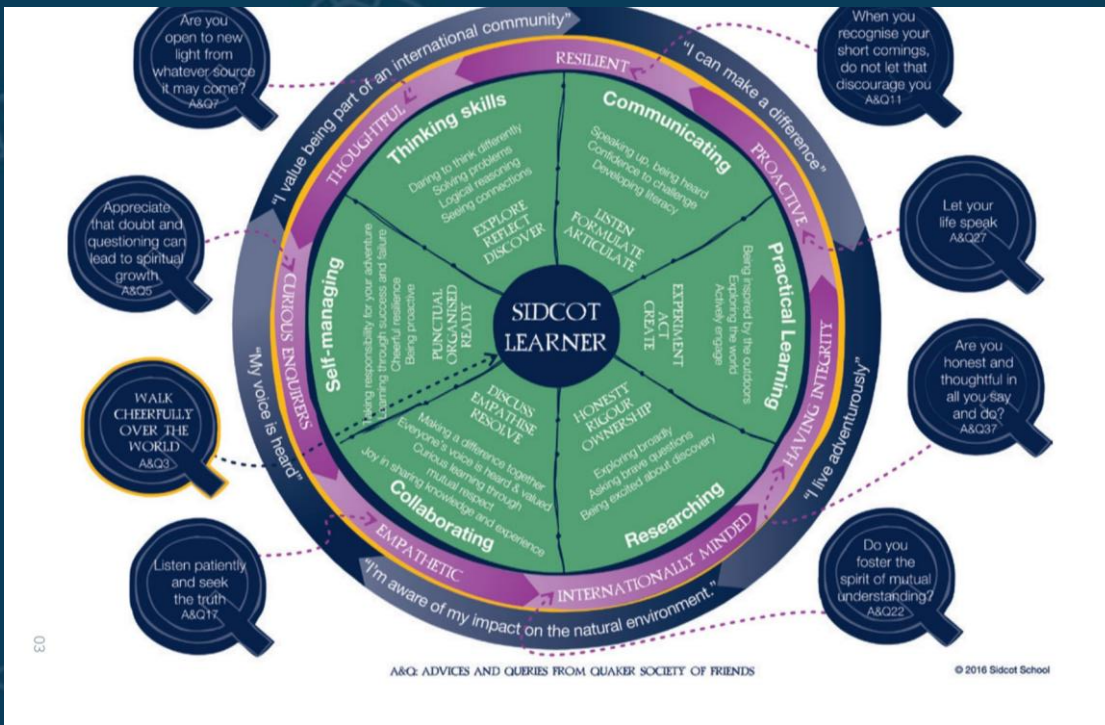 Are you
open to new
light from
whatever source
it may come?
A&Q7
When you
recognise your
short comings,
do not let that
discourage you
A&Q11
Appreciate
that doubt and
questioning can
lead to spiritual
growth
A&Q5
Let your
life speak
A&Q27
WALK
CHEERFULLY
OVER THE
WORLD
A&Q3
Are you
honest and
thoughtful in
all you say
and do?
A&Q37
Listen patiently
and seek
the truth
A&Q17
Do you
foster the
spirit of mutual
understanding?
A&Q22
"I value being part of an international community"
"I can make a difference"
"I live adventurously"
"I'm aware of my impact on the natural environment."
"My voice is heard"
RESILIENT
PROACTIVE
HAVING INTEGRITY
INTERNATIONALLY MINDED
EMPATHETIC
CURIOUS ENQUIRERS
THOUGHTFUL
Thinking skills
Daring to think differently
Solving problems
Logical reasoning
Seeing connections
EXPLORE
REFLECT
DISCOVER
Communicating
Speaking up, being heard
Confidence to challenge
Developing literacy
LISTEN
FORMULATE
ARTICULATE
Practical Learning
Being inspired by the outdoors
Exploring the world
Actively engage
EXPERIMENT
ACT
CREATE
Researching
HONESTY
RIGOUR
OWNERSHIP
Exploring broadly
Asking brave questions
Being excited about discovery
Collaborating
DISCUSS
EMPATHISE
RESOLVE
Making a difference together
Everyone's voice is heard & valued
Curious learning through
mutual respect
Joy in sharing knowledge and experience
Self-managing
Taking responsibility for your adventure
Learning through success and failure
Cheerful resilience
Being proactive
PUNCTUAL
ORGANISED
READY
SIDCOT
LEARNER
03
A&Q: ADVICES AND QUERIES FROM QUAKER SOCIETY OF FRIENDS
© 2016 Sidcot School